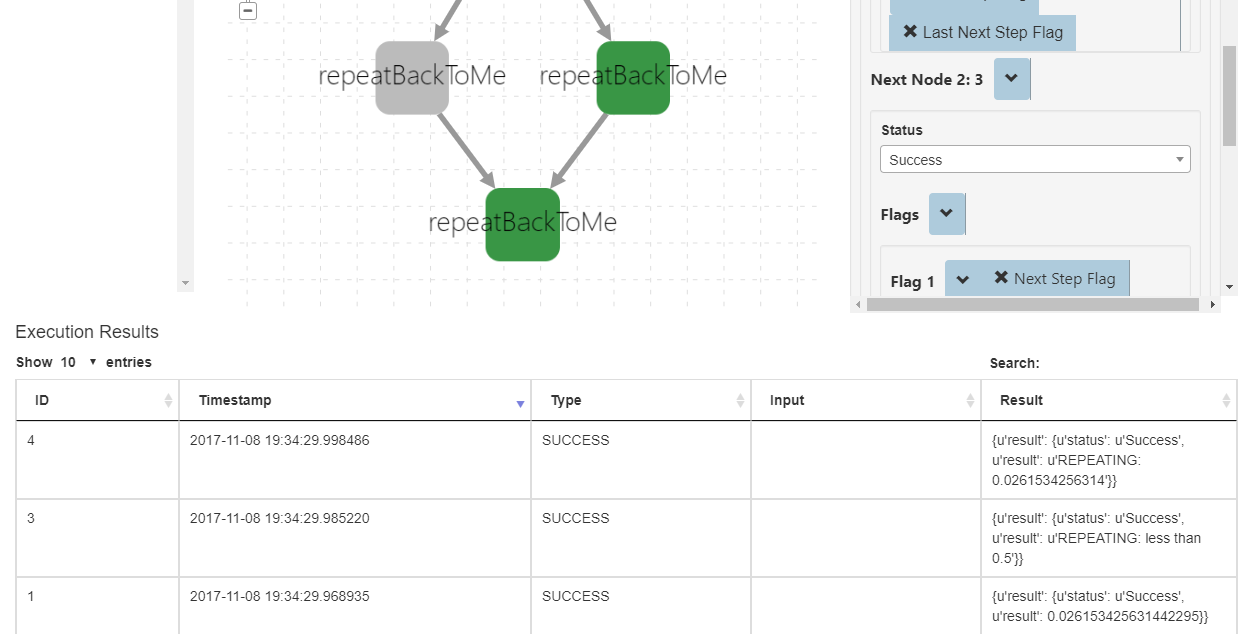 Last Next Step Flag
repeatBackToMe
repeatBackToMe
Next Node 2: 3
Status
Success
Flags
repeatBackToMe
Flag 1
Next Step Flag
Execution Results
Show 10 entries
Search:
ID Timestamp Type Input Result
4 2017-11-08 19:34:29.998486 SUCCESS {u'result': {u'status': u'Success',
u'result': u'REPEATING:
0.0261534256314'}}
3 2017-11-08 19:34:29.985220 SUCCESS {u'result': {u'status': u'Success',
u'result': u'REPEATING: less than
0.5'}}
1 2017-11-08 19:34:29.968935 SUCCESS {u'result': {u'status': u'Success',
u'result': 0.026153425631442295}}